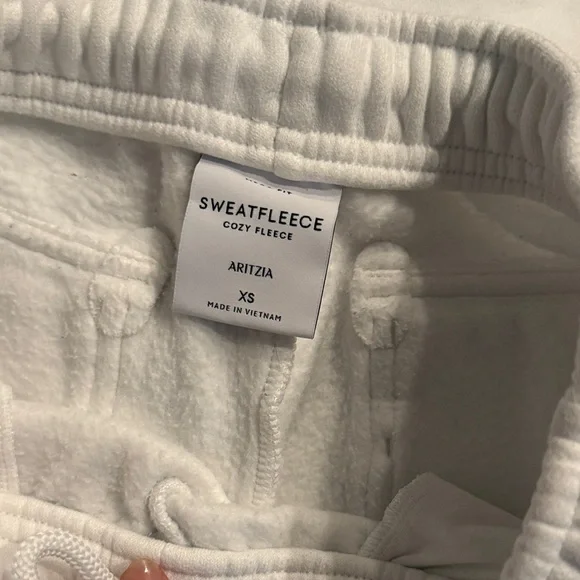 SWEATFLEECE
COZY FLEECE
ARITZIA
XS
MADE IN VIETNAM